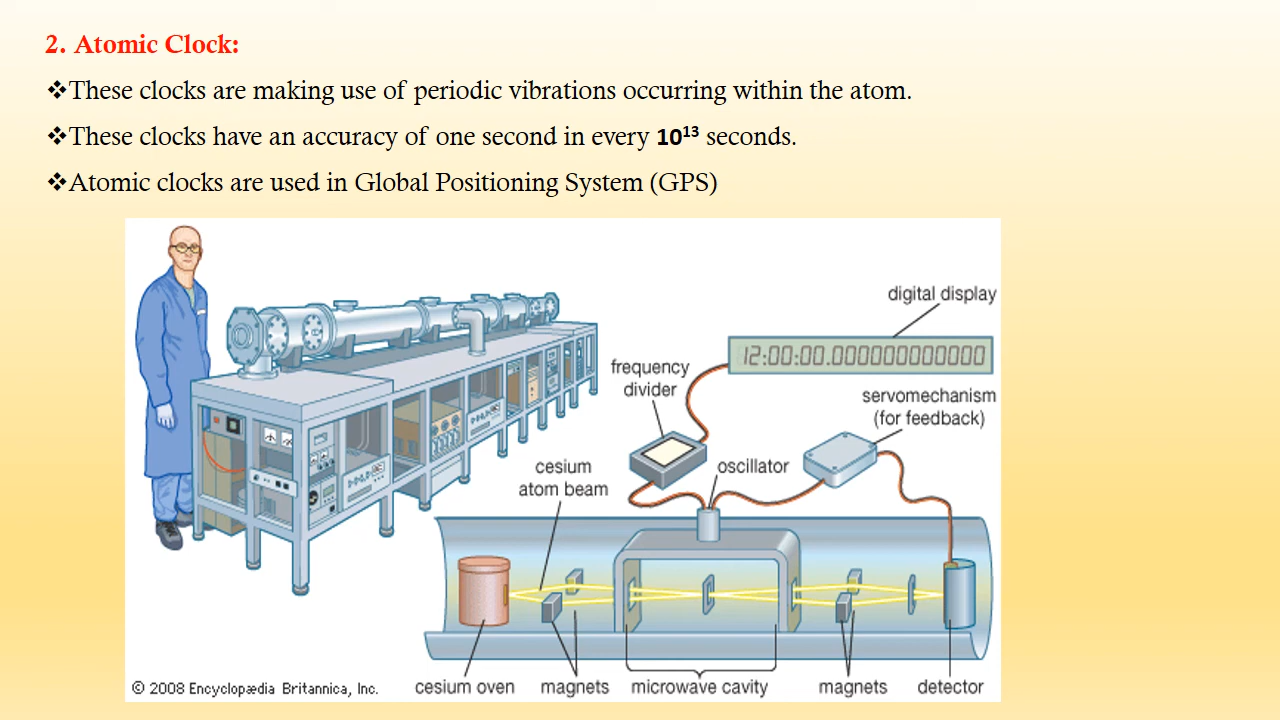 2. Atomic Clock:
❖These clocks are making use of periodic vibrations occurring within the atom.
❖These clocks have an accuracy of one second in every 10¹³ seconds.
❖Atomic clocks are used in Global Positioning System (GPS)
digital display
12:00:00.000000000000
frequency
divider
servomechanism
(for feedback)
cesium
atom beam
oscillator
© 2008 Encyclopædia Britannica, Inc.
cesium oven
magnets
microwave cavity
magnets
detector